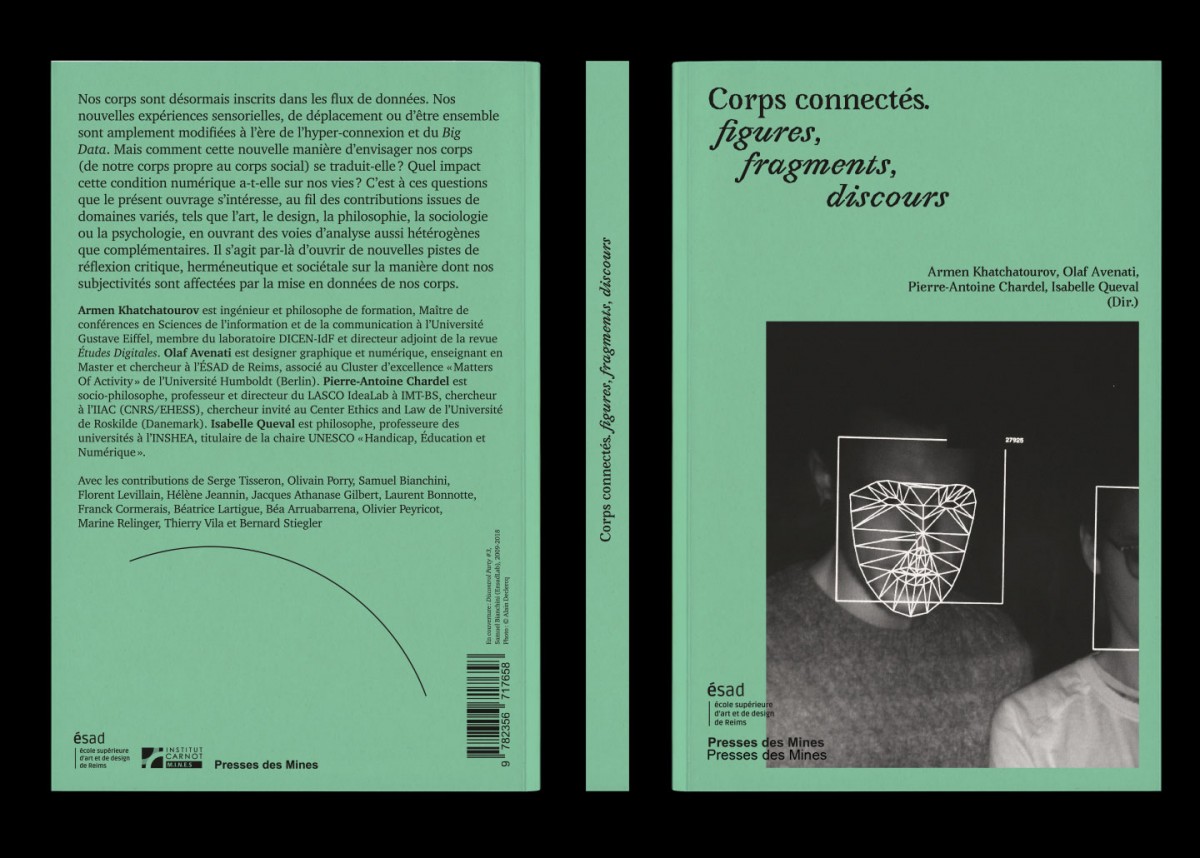 Nos corps sont désormais inscrits dans les flux de données. Nos
nouvelles expériences sensorielles, de déplacement ou d’être ensemble
sont amplement modifiées à l’ère de l’hyper-connexion et du Big
Data. Mais comment cette nouvelle manière d’envisager nos corps
(de notre corps propre au corps social) se traduit-elle ? Quel impact
cette condition numérique a-t-elle sur nos vies ? C’est à ces questions
que le présent ouvrage s’intéresse, au fil des contributions issues de
domaines variés, tels que l’art, le design, la philosophie, la sociologie
ou la psychologie, en ouvrant des voies d’analyse aussi hétérogènes
que complémentaires. Il s’agit par-là d’ouvrir de nouvelles pistes de
réflexion critique, herméneutique et sociétale sur la manière dont nos
subjectivités sont affectées par la mise en données de nos corps.
Armen Khatchatourov est ingénieur et philosophe de formation, Maître de
conférences en Sciences de l’information et de la communication à l’Université
Gustave Eiffel, membre du laboratoire DICEN-IdF et directeur adjoint de la revue
Études Digitales. Olaf Avenati est designer graphique et numérique, enseignant en
Master et chercheur à l’ÉSAD de Reims, associé au Cluster d’excellence « Matters
Of Activity » de l’Université Humboldt (Berlin). Pierre-Antoine Chardel est
socio-philosophe, professeur et directeur du LASCO IdeaLab à IMT-BS, chercheur
à l’IIAC (CNRS/EHESS), chercheur invité au Center Ethics and Law de l’Université
de Roskilde (Danemark). Isabelle Queval est philosophe, professeure des
universités à l’INSHEA, titulaire de la chaire UNESCO « Handicap, Éducation et
Numérique ».
Avec les contributions de Serge Tisseron, Olivain Porry, Samuel Bianchini,
Florent Levillain, Hélène Jeannin, Jacques Athanase Gilbert, Laurent Bonnotte,
Franck Cormerais, Béatrice Lartigue, Béa Arruabarrena, Olivier Peyricot,
Marine Relinger, Thierry Vila et Bernard Stiegler
En couverture: Discontrol Party #3,
Samuel Bianchini (EnsadLab), 2009-2018
Photo: © Alain Declercq
9 782356 717658
ésad
école supérieure
d’art et de design
de Reims
INSTITUT
CARNOT
M.I.N.E.S
Presses des Mines
Corps connectés. figures, fragments, discours
Corps connectés.
figures,
fragments,
discours
Armen Khatchatourov, Olaf Avenati,
Pierre-Antoine Chardel, Isabelle Queval
(Dir.)
27926
ésad
école supérieure
d’art et de design
de Reims
Presses des Mines
Presses des Mines